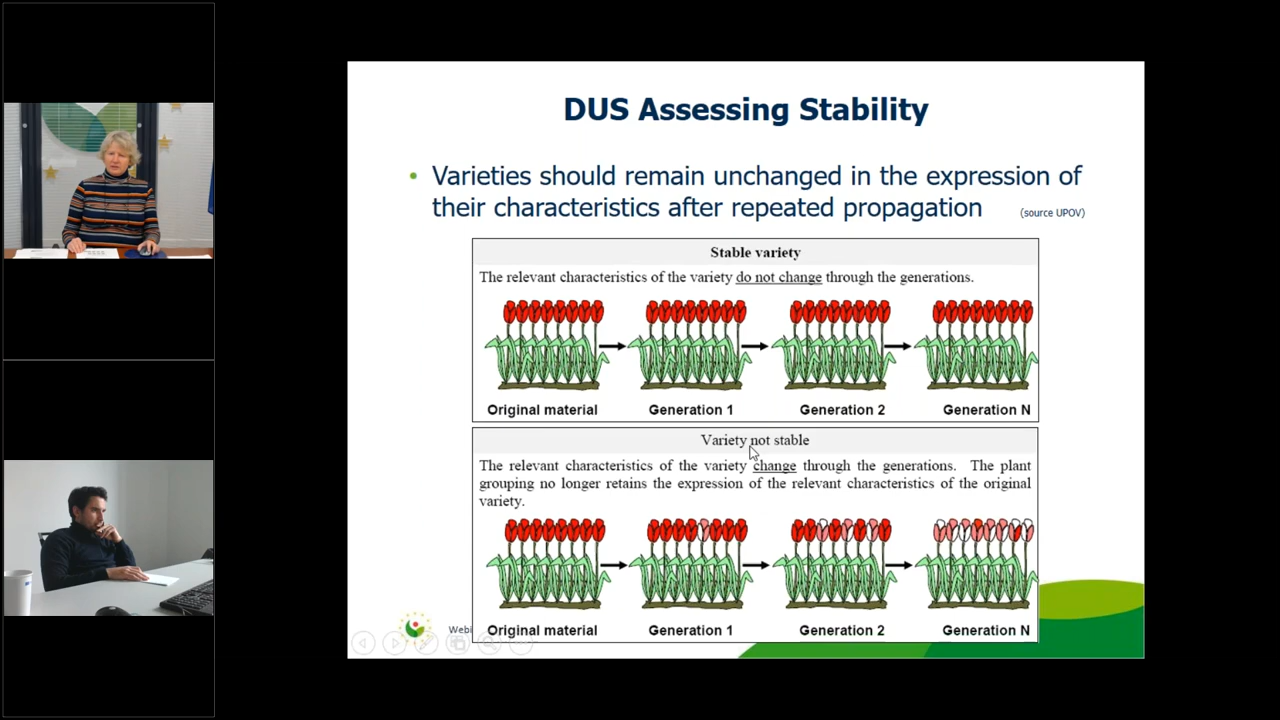 DUS Assessing Stability
• Varieties should remain unchanged in the expression of
their characteristics after repeated propagation (source UPOV)
Stable variety
The relevant characteristics of the variety do not change through the generations.
Original material Generation 1 Generation 2 Generation N
Variety not stable
The relevant characteristics of the variety change through the generations. The plant
grouping no longer retains the expression of the relevant characteristics of the original
variety.
Original material Generation 1 Generation 2 Generation N
Webi